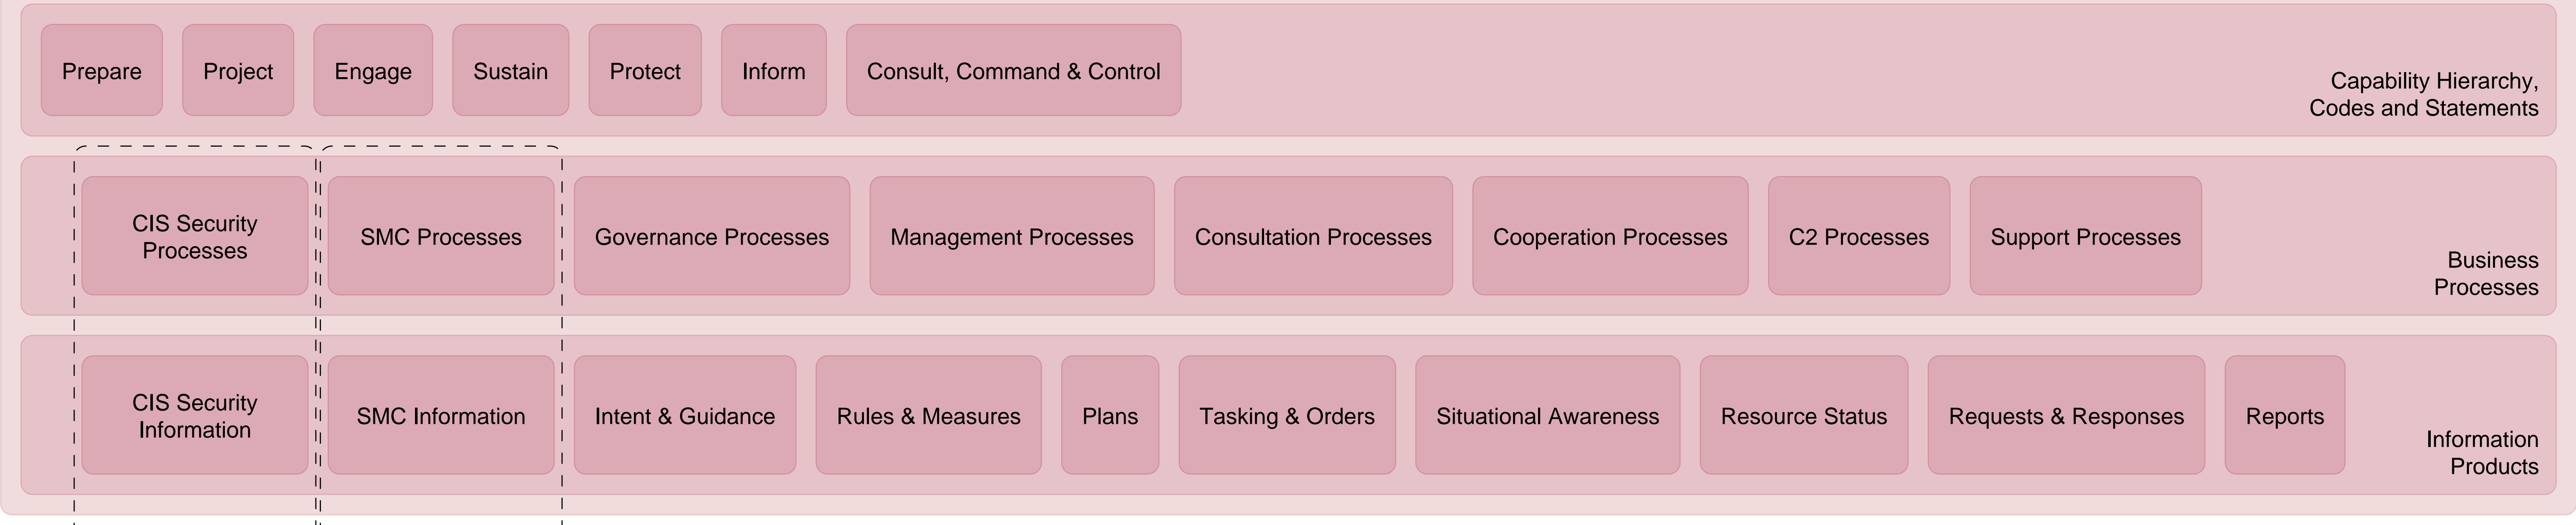 Prepare
Project
Engage
Sustain
Protect
Inform
Consult, Command & Control
Capability Hierarchy,
Codes and Statements
CIS Security
Processes
SMC Processes
Governance Processes
Management Processes
Consultation Processes
Cooperation Processes
C2 Processes
Support Processes
Business
Processes
CIS Security
Information
SMC Information
Intent & Guidance
Rules & Measures
Plans
Tasking & Orders
Situational Awareness
Resource Status
Requests & Responses
Reports
Information
Products